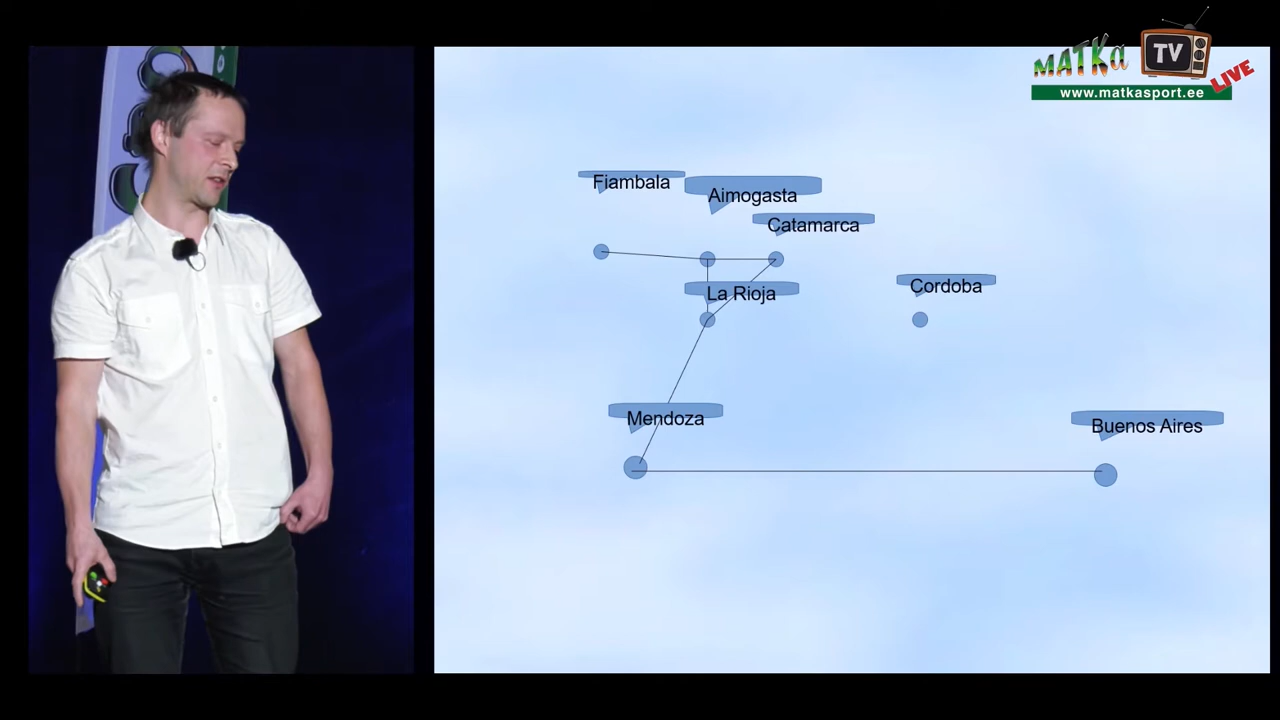 MATKa
TV
LIVE
www.matkasport.ee
Fiambala
Aimogasta
Catamarca
La Rioja
Cordoba
Mendoza
Buenos Aires